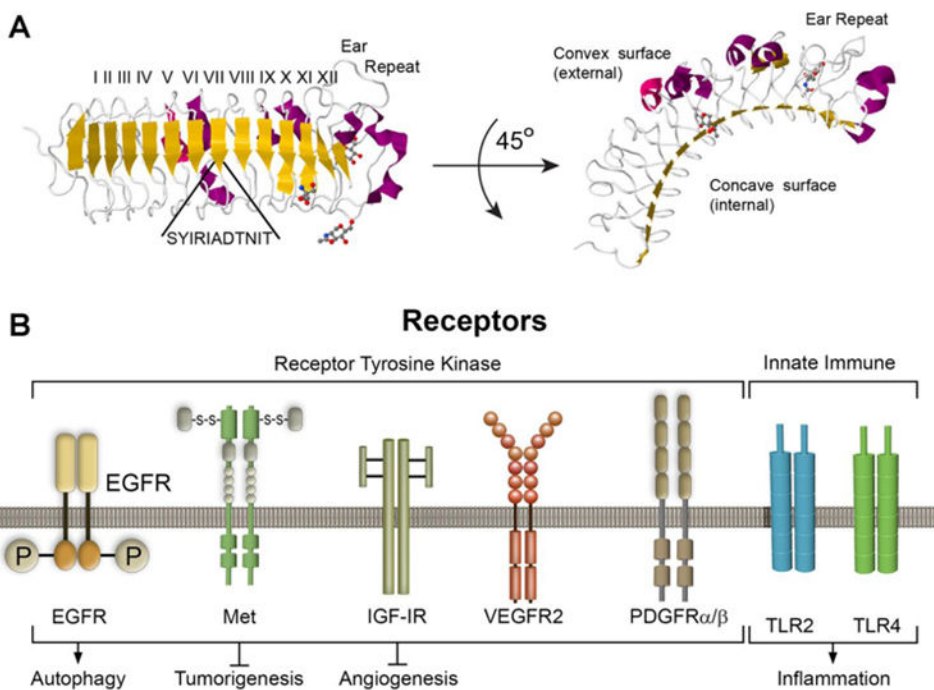 A
Ear
Repeat
I II III IV V VI VII VIII IX X XI XII
SYIRIADTNIT
45°
Ear Repeat
Convex surface
(external)
Concave surface
(internal)
B
Receptors
Receptor Tyrosine Kinase
Innate Immune
-S-S-
-S-S-
EGFR
P
P
EGFR
Met
IGF-IR
VEGFR2
PDGFRα/β
TLR2
TLR4
Autophagy
Tumorigenesis
Angiogenesis
Inflammation